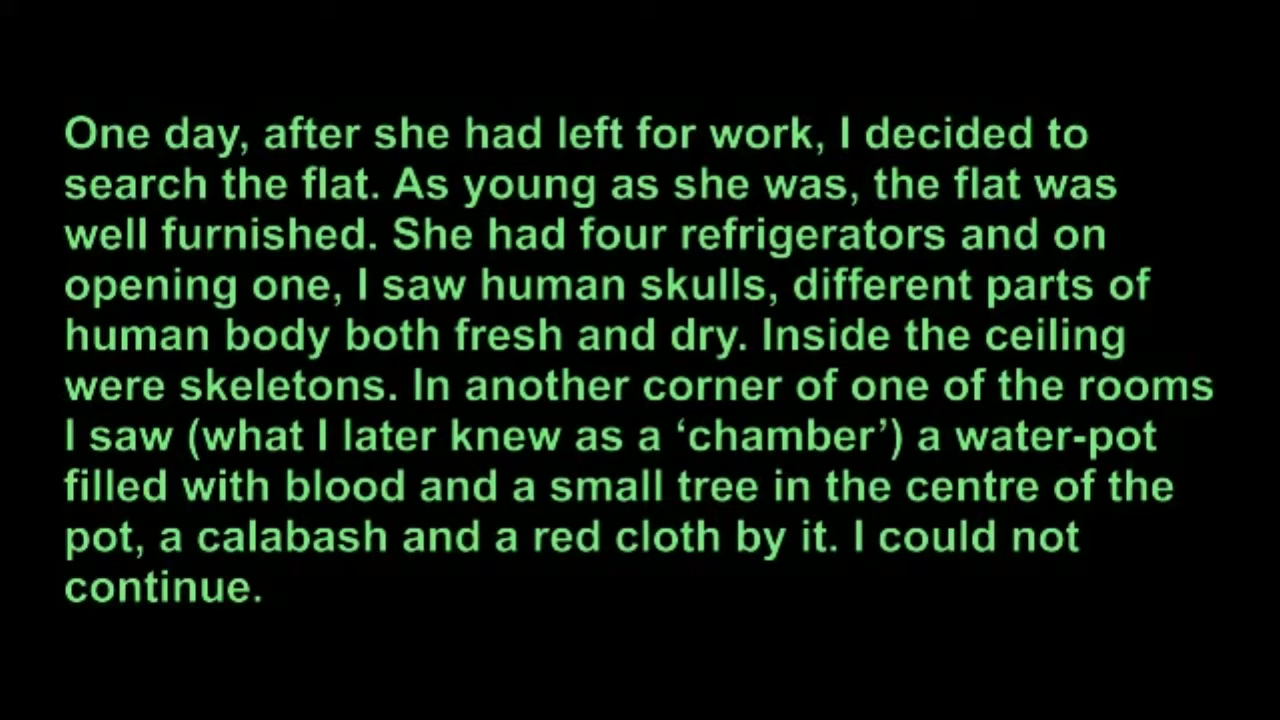 One day, after she had left for work, I decided to
search the flat. As young as she was, the flat was
well furnished. She had four refrigerators and on
opening one, I saw human skulls, different parts of
human body both fresh and dry. Inside the ceiling
were skeletons. In another corner of one of the rooms
I saw (what I later knew as a ‘chamber’) a water-pot
filled with blood and a small tree in the centre of the
pot, a calabash and a red cloth by it. I could not
continue.